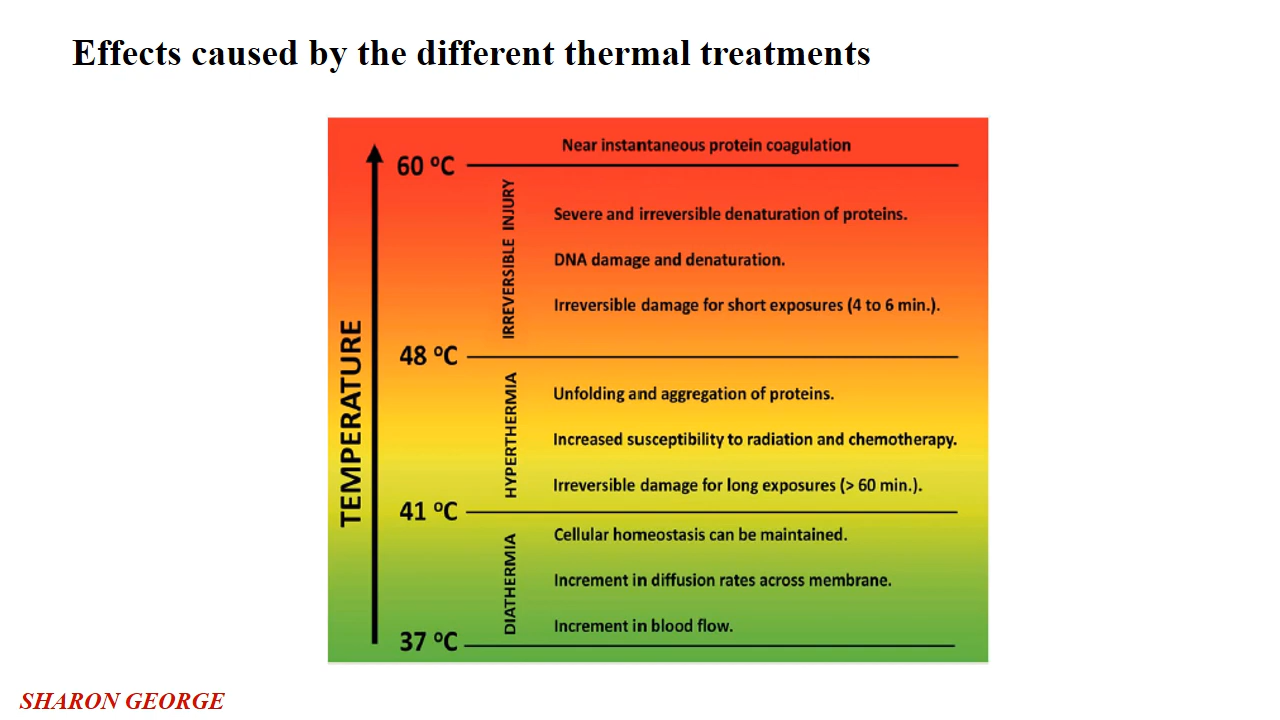 Effects caused by the different thermal treatments
TEMPERATURE
Near instantaneous protein coagulation
60 ºC
IRREVERSIBLE INJURY
Severe and irreversible denaturation of proteins.
DNA damage and denaturation.
Irreversible damage for short exposures (4 to 6 min.).
48 ºC
HYPERTHERMIA
Unfolding and aggregation of proteins.
Increased susceptibility to radiation and chemotherapy.
Irreversible damage for long exposures (> 60 min.).
41 ºC
DIATHERMIA
Cellular homeostasis can be maintained.
Increment in diffusion rates across membrane.
Increment in blood flow.
37 ºC
SHARON GEORGE